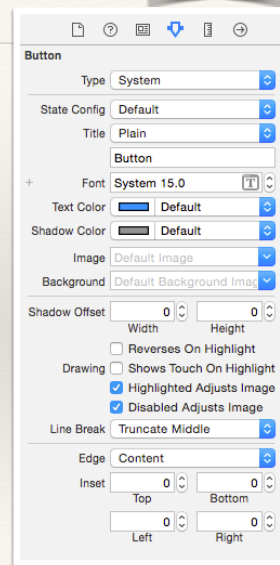 Button
Type System
State Config Default
Title Plain
Button
+ Font System 15.0 T
Text Color Default
Shadow Color Default
Image Default Image
Background Default Background Imag
Shadow Offset 0 0
Width Height
Reverses On Highlight
Drawing Shows Touch On Highlight
Highlighted Adjusts Image
Disabled Adjusts Image
Line Break Truncate Middle
Edge Content
Inset 0 0
Top Bottom
0 0
Left Right